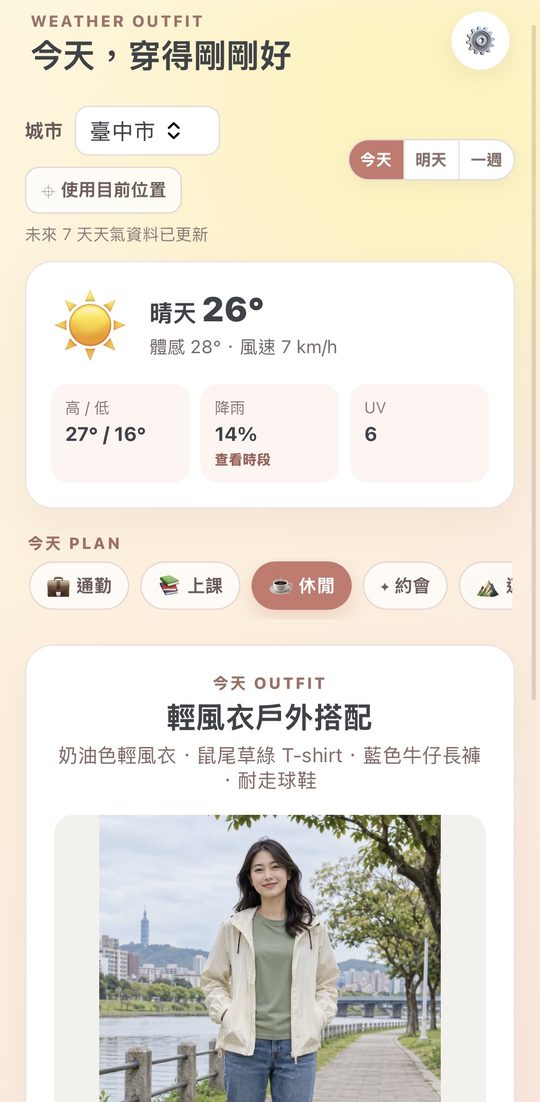 WEATHER OUTFIT
今天，穿得剛剛好
城市 臺中市
今天 明天 一週
使用目前位置
未來 7 天天氣資料已更新
晴天 26°
體感 28° · 風速 7 km/h
高 / 低 降雨 UV
27° / 16° 14% 6
查看時段
今天 PLAN
通勤 上課 休閒 約會
今天 OUTFIT
輕風衣戶外搭配
奶油色輕風衣 · 鼠尾草綠 T-shirt · 藍色牛仔長褲
· 耐走球鞋